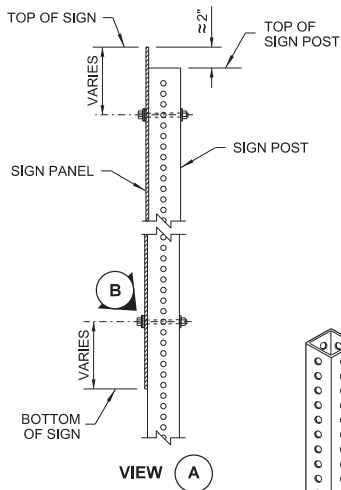 TOP OF SIGN
≈ 2"
TOP OF
SIGN POST
VARIES
SIGN POST
SIGN PANEL
B
VARIES
BOTTOM
OF SIGN
VIEW A